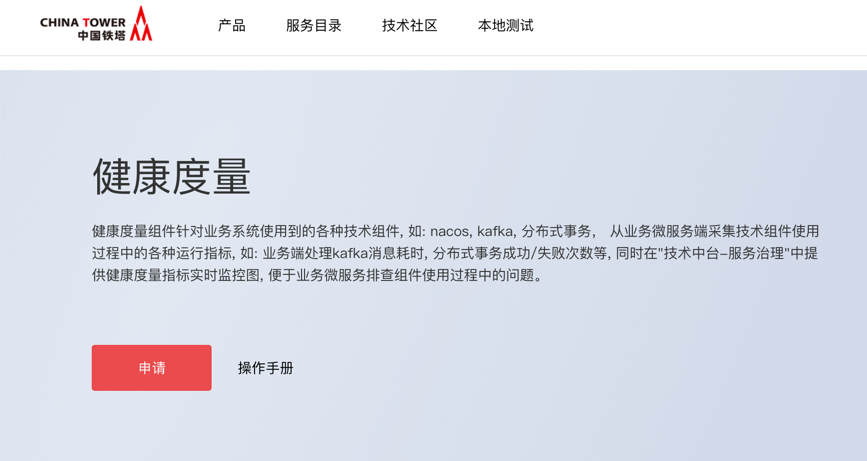 CHINA TOWER
中国铁塔
产品 服务目录 技术社区 本地测试
健康度量
健康度量组件针对业务系统使用到的各种技术组件, 如: nacos, kafka, 分布式事务， 从业务微服务端采集技术组件使用
过程中的各种运行指标, 如: 业务端处理kafka消息耗时, 分布式事务成功/失败次数等, 同时在"技术中台-服务治理"中提
供健康度量指标实时监控图, 便于业务微服务排查组件使用过程中的问题。
申请 操作手册